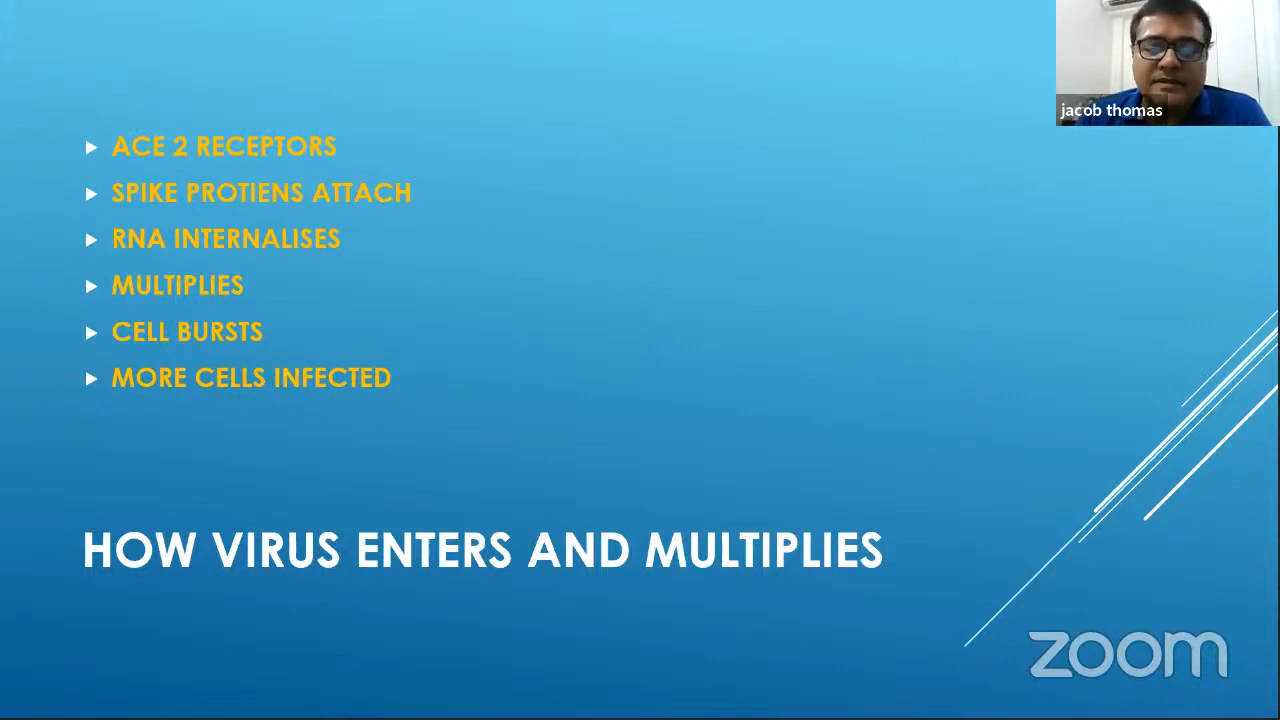 jacob thomas
ACE 2 RECEPTORS
SPIKE PROTIENS ATTACH
RNA INTERNALISES
MULTIPLIES
CELL BURSTS
MORE CELLS INFECTED
HOW VIRUS ENTERS AND MULTIPLIES
zoom